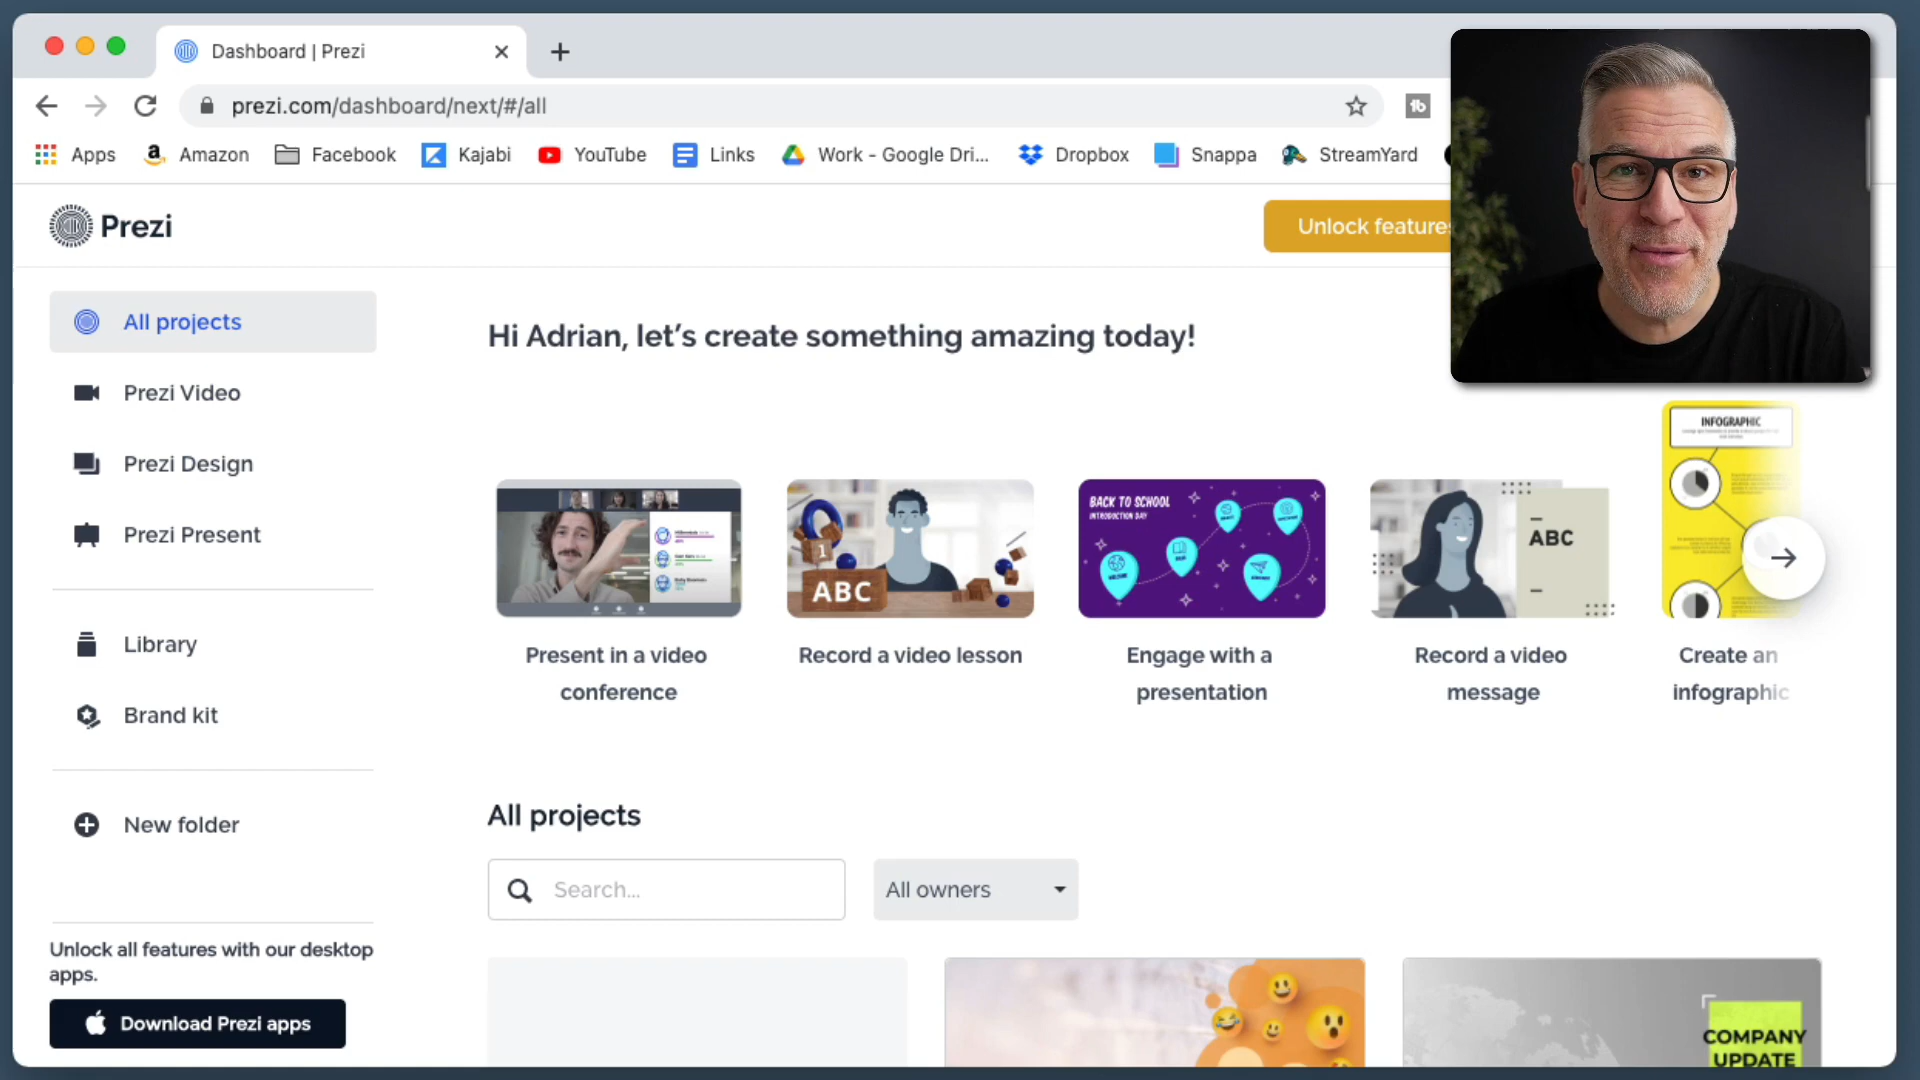 Dashboard | Prezi
prezi.com/dashboard/next/#/all
Apps
Amazon
Facebook
Kajabi
YouTube
Links
Work - Google Dri...
Dropbox
Snappa
StreamYard
Prezi
Unlock features
All projects
Prezi Video
Prezi Design
Prezi Present
Library
Brand kit
New folder
Unlock all features with our desktop
apps.
Download Prezi apps
Hi Adrian, let's create something amazing today!
1
ABC
BACK TO SCHOOL
INTRODUCTION DAY
ABC
INFOGRAPHIC
Present in a video
conference
Record a video lesson
Engage with a
presentation
Record a video
message
Create an
infographic
All projects
Search...
All owners
COMPANY
UPDATE